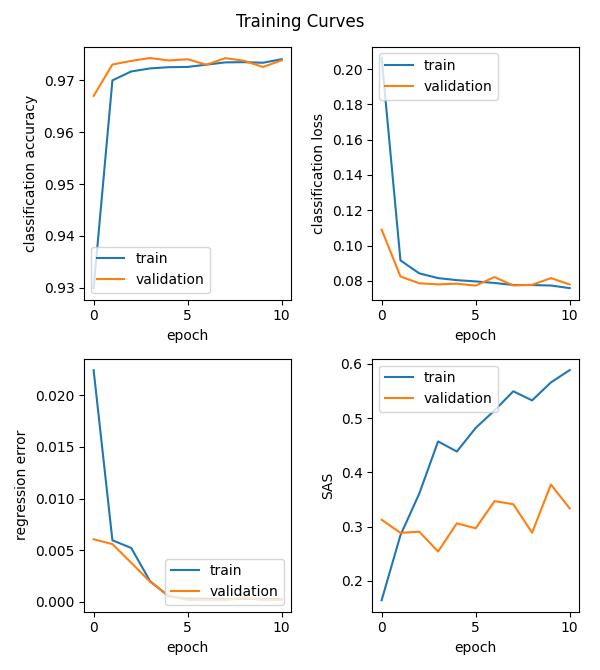 Training Curves
classification accuracy
0.97
0.96
0.95
0.94
0.93
train
validation
0 5 10
epoch
classification loss
0.20
0.18
0.16
0.14
0.12
0.10
0.08
train
validation
0 5 10
epoch
regression error
0.020
0.015
0.010
0.005
0.000
train
validation
0 5 10
epoch
SAS
0.6
0.5
0.4
0.3
0.2
train
validation
0 5 10
epoch